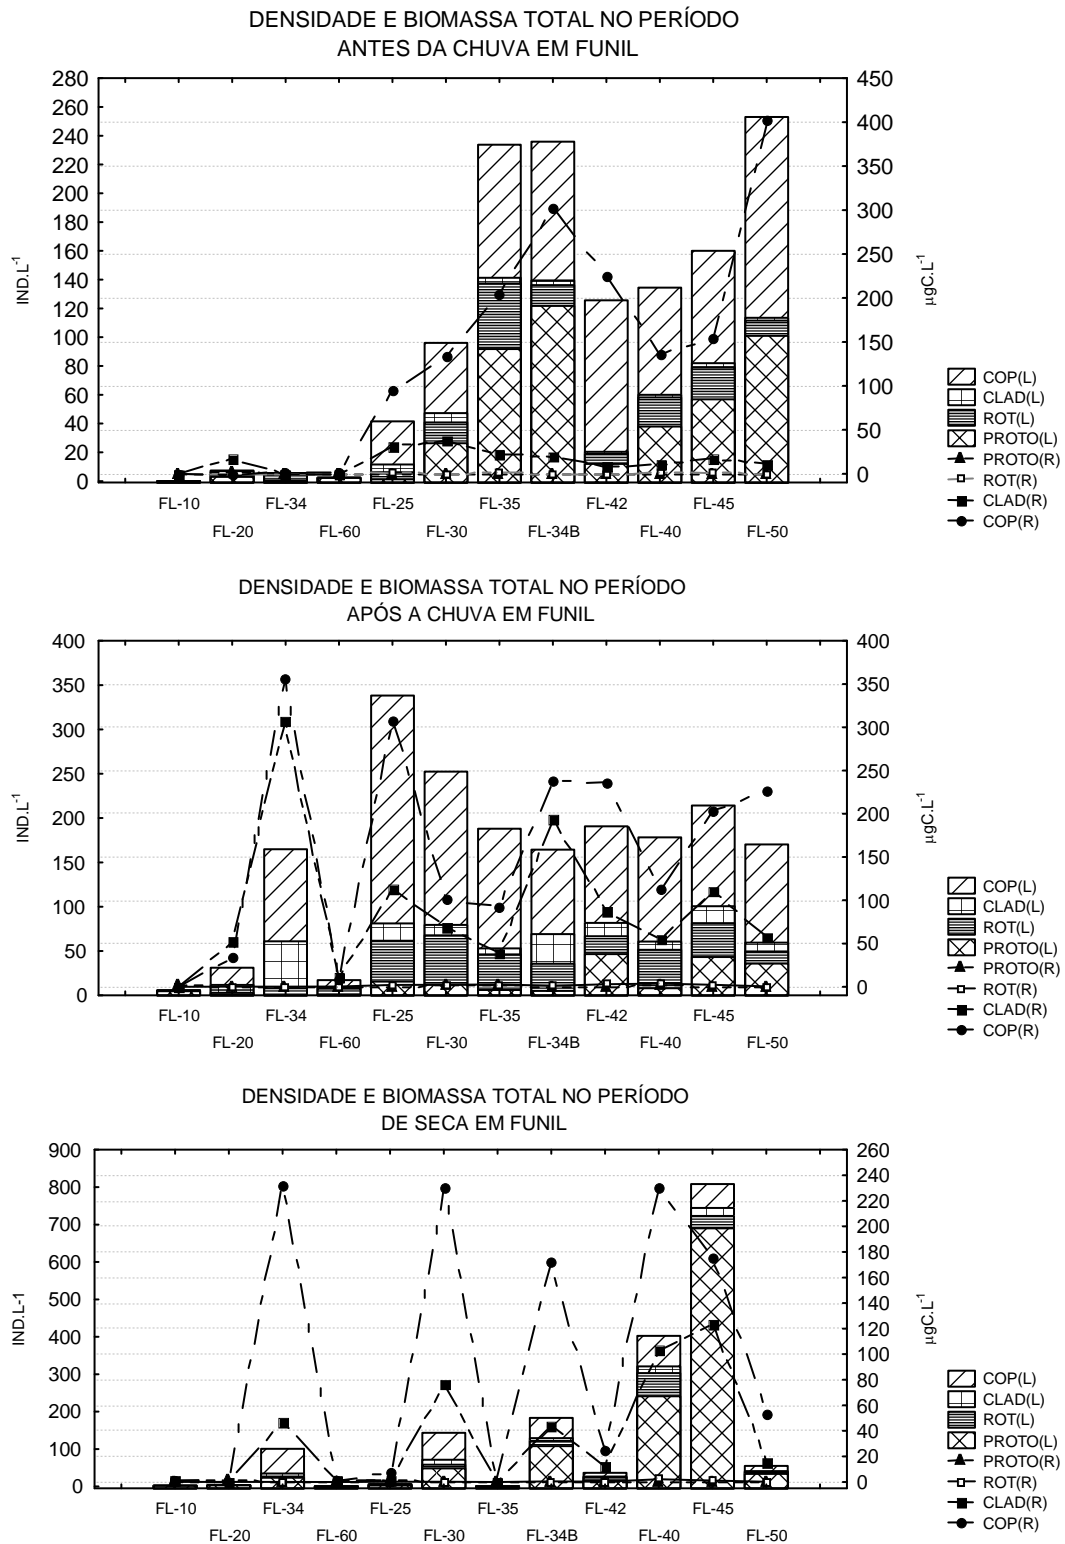 DENSIDADE E BIOMASSA TOTAL NO PERÍODO
ANTES DA CHUVA EM FUNIL
280
260
240
220
200
180
160
140
120
100
80
60
40
20
0
IND.L-1
450
400
350
300
250
200
150
100
50
0
µgC.L-1
FL-10
FL-34
FL-25
FL-35
FL-42
FL-45
FL-20
FL-60
FL-30
FL-34B
FL-40
FL-50
COP(L)
CLAD(L)
ROT(L)
PROTO(L)
PROTO(R)
ROT(R)
CLAD(R)
COP(R)
DENSIDADE E BIOMASSA TOTAL NO PERÍODO
APÓS A CHUVA EM FUNIL
400
350
300
250
200
150
100
50
0
IND.L-1
400
350
300
250
200
150
100
50
0
µgC.L-1
FL-10
FL-34
FL-25
FL-35
FL-42
FL-45
FL-20
FL-60
FL-30
FL-34B
FL-40
FL-50
COP(L)
CLAD(L)
ROT(L)
PROTO(L)
PROTO(R)
ROT(R)
CLAD(R)
COP(R)
DENSIDADE E BIOMASSA TOTAL NO PERÍODO
DE SECA EM FUNIL
900
800
700
600
500
400
300
200
100
0
IND.L-1
260
240
220
200
180
160
140
120
100
80
60
40
20
0
µgC.L-1
FL-10
FL-34
FL-25
FL-35
FL-42
FL-45
FL-20
FL-60
FL-30
FL-34B
FL-40
FL-50
COP(L)
CLAD(L)
ROT(L)
PROTO(L)
PROTO(R)
ROT(R)
CLAD(R)
COP(R)